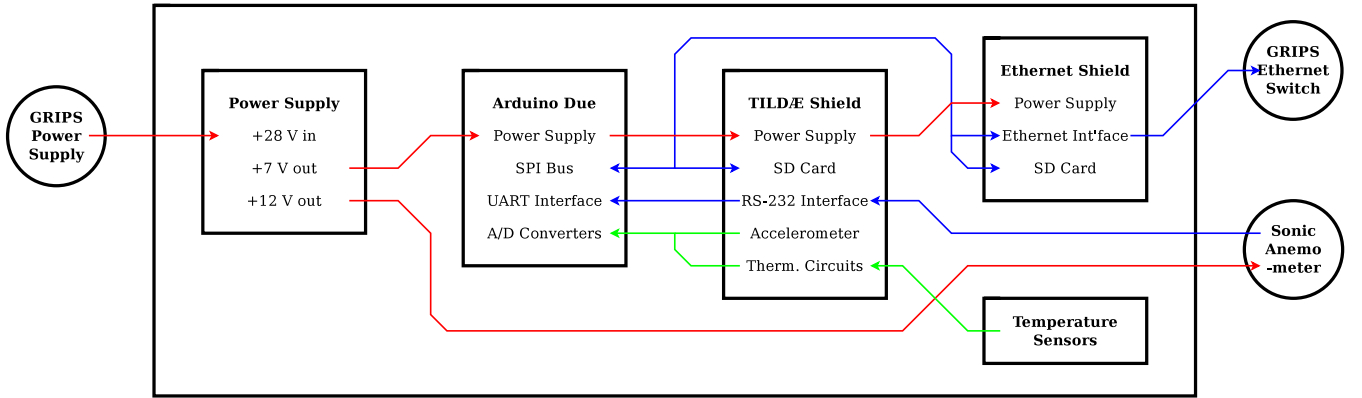 GRIPS
Power
Supply
Power Supply
+28 V in
+7 V out
+12 V out
Arduino Due
Power Supply
SPI Bus
UART Interface
A/D Converters
TILDÆ Shield
Power Supply
SD Card
RS-232 Interface
Accelerometer
Therm. Circuits
Ethernet Shield
Power Supply
Ethernet Int'face
SD Card
Temperature
Sensors
GRIPS
Ethernet
Switch
Sonic
Anemo
-meter